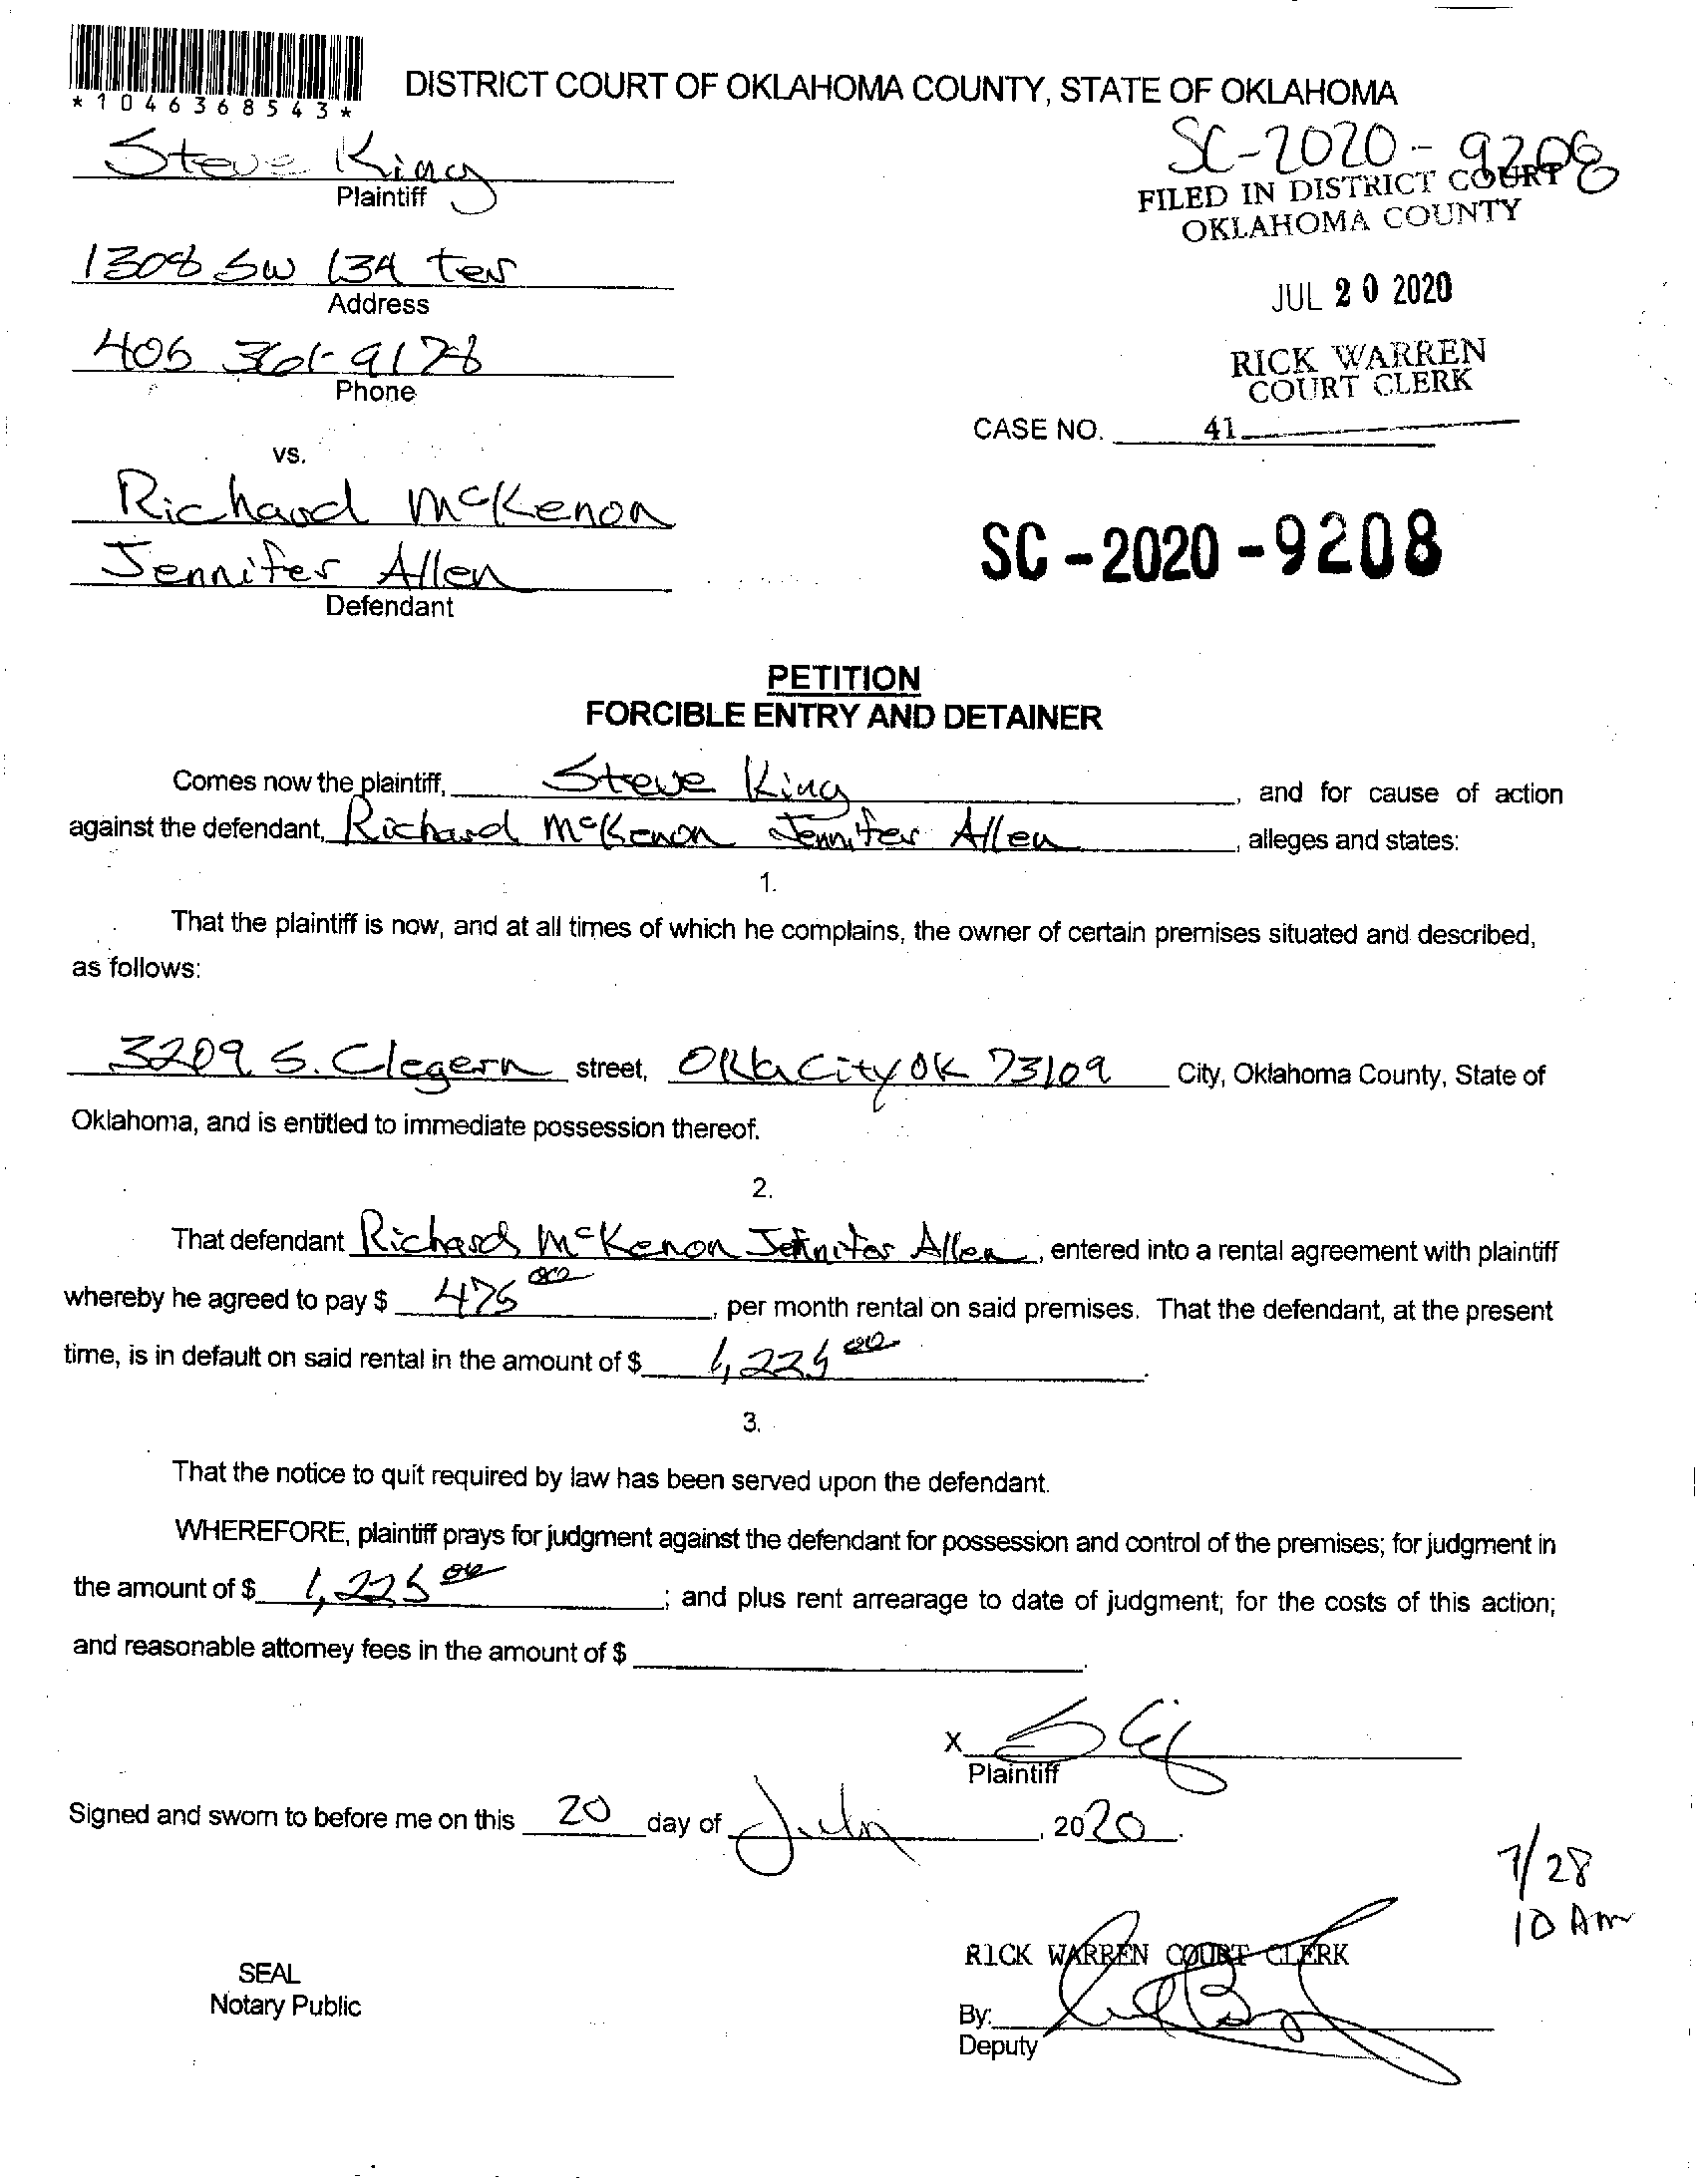 *1046368543*
DISTRICT COURT OF OKLAHOMA COUNTY, STATE OF OKLAHOMA
Steve King
Plaintiff
SC-2020-9208
FILED IN DISTRICT COURT
OKLAHOMA COUNTY
1308 SW 134 ter
Address
JUL 20 2020
405 361-9178
Phone
RICK WARREN
COURT CLERK
CASE NO. 41
vs.
Richard McKenon
Jennifer Allen
Defendant
SC-2020-9208
PETITION
FORCIBLE ENTRY AND DETAINER
Comes now the plaintiff, Steve King, and for cause of action
against the defendant, Richard McKenon Jennifer Allen, alleges and states:
1.
That the plaintiff is now, and at all times of which he complains, the owner of certain premises situated and described,
as follows:
3209 S. Clegern street, Okla City OK 73109 City, Oklahoma County, State of
Oklahoma, and is entitled to immediate possession thereof.
2.
That defendant Richard McKenon Jennifer Allen, entered into a rental agreement with plaintiff
whereby he agreed to pay $ 475 00, per month rental on said premises. That the defendant, at the present
time, is in default on said rental in the amount of $ 1,225 00.
3.
That the notice to quit required by law has been served upon the defendant.
WHEREFORE, plaintiff prays for judgment against the defendant for possession and control of the premises; for judgment in
the amount of $ 1,225 00; and plus rent arrearage to date of judgment; for the costs of this action;
and reasonable attorney fees in the amount of $ .
X
Plaintiff
Signed and sworn to before me on this 20 day of July, 2020.
7/28
10 Am
RICK WARREN COURT CLERK
SEAL
Notary Public
By:
Deputy